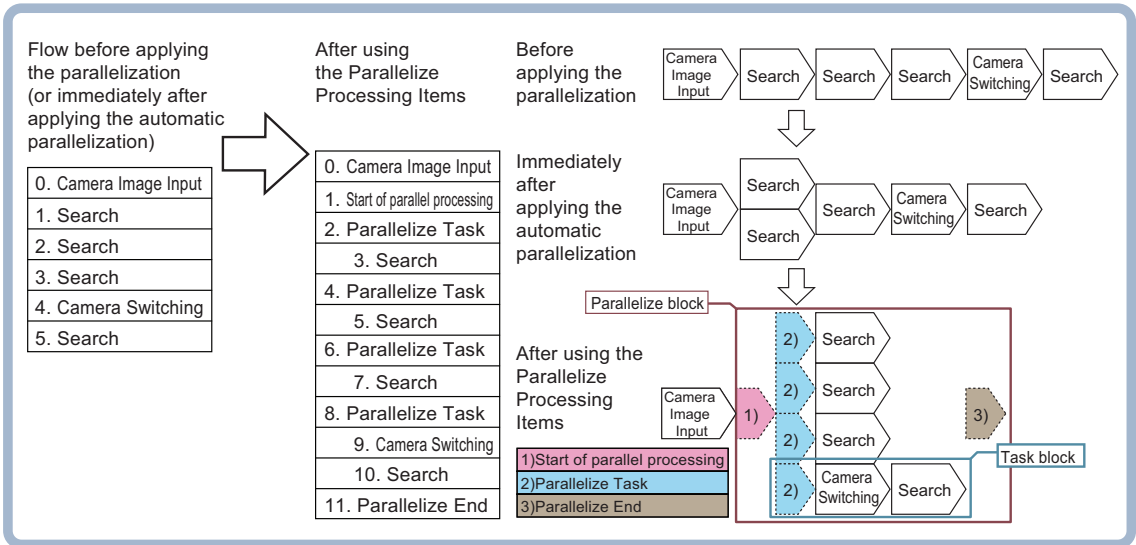 Flow before applying
the parallelization
(or immediately after
applying the automatic
parallelization)
0. Camera Image Input
1. Search
2. Search
3. Search
4. Camera Switching
5. Search
After using
the Parallelize
Processing Items
0. Camera Image Input
1. Start of parallel processing
2. Parallelize Task
3. Search
4. Parallelize Task
5. Search
6. Parallelize Task
7. Search
8. Parallelize Task
9. Camera Switching
10. Search
11. Parallelize End
Before
applying the
parallelization
Camera
Image
Input
Search
Search
Search
Camera
Switching
Search
Immediately
after
applying the
automatic
parallelization
Camera
Image
Input
Search
Search
Search
Camera
Switching
Search
Parallelize block
After using the
Parallelize
Processing
Items
Camera
Image
Input
1)
2)
Search
2)
Search
2)
Search
2)
Camera
Switching
Search
3)
Task block
1)Start of parallel processing
2)Parallelize Task
3)Parallelize End